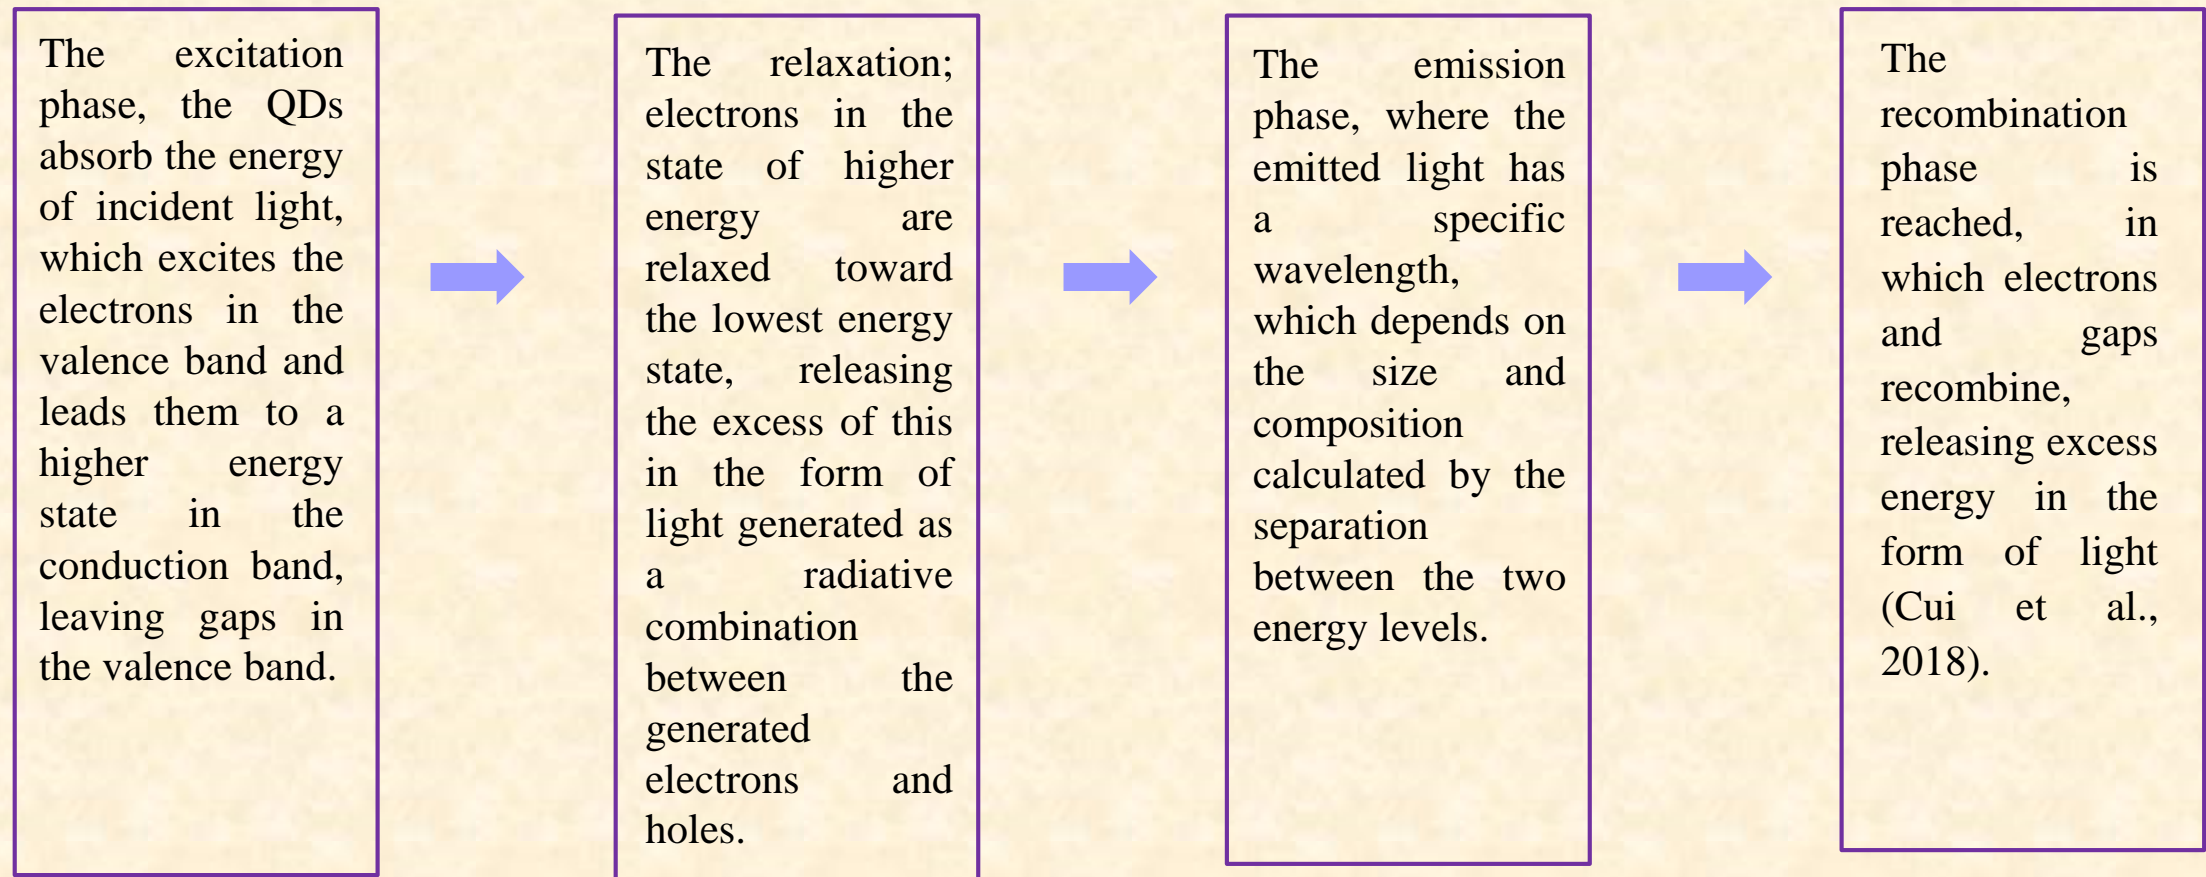 The excitation
phase, the QDs
absorb the energy
of incident light,
which excites the
electrons in the
valence band and
leads them to a
higher energy
state in the
conduction band,
leaving gaps in
the valence band.
The relaxation;
electrons in the
state of higher
energy are
relaxed toward
the lowest energy
state, releasing
the excess of this
in the form of
light generated as
a radiative
combination
between the
generated
electrons and
holes.
The emission
phase, where the
emitted light has
a specific
wavelength,
which depends on
the size and
composition
calculated by the
separation
between the two
energy levels.
The
recombination
phase is
reached, in
which electrons
and gaps
recombine,
releasing excess
energy in the
form of light
(Cui et al.,
2018).